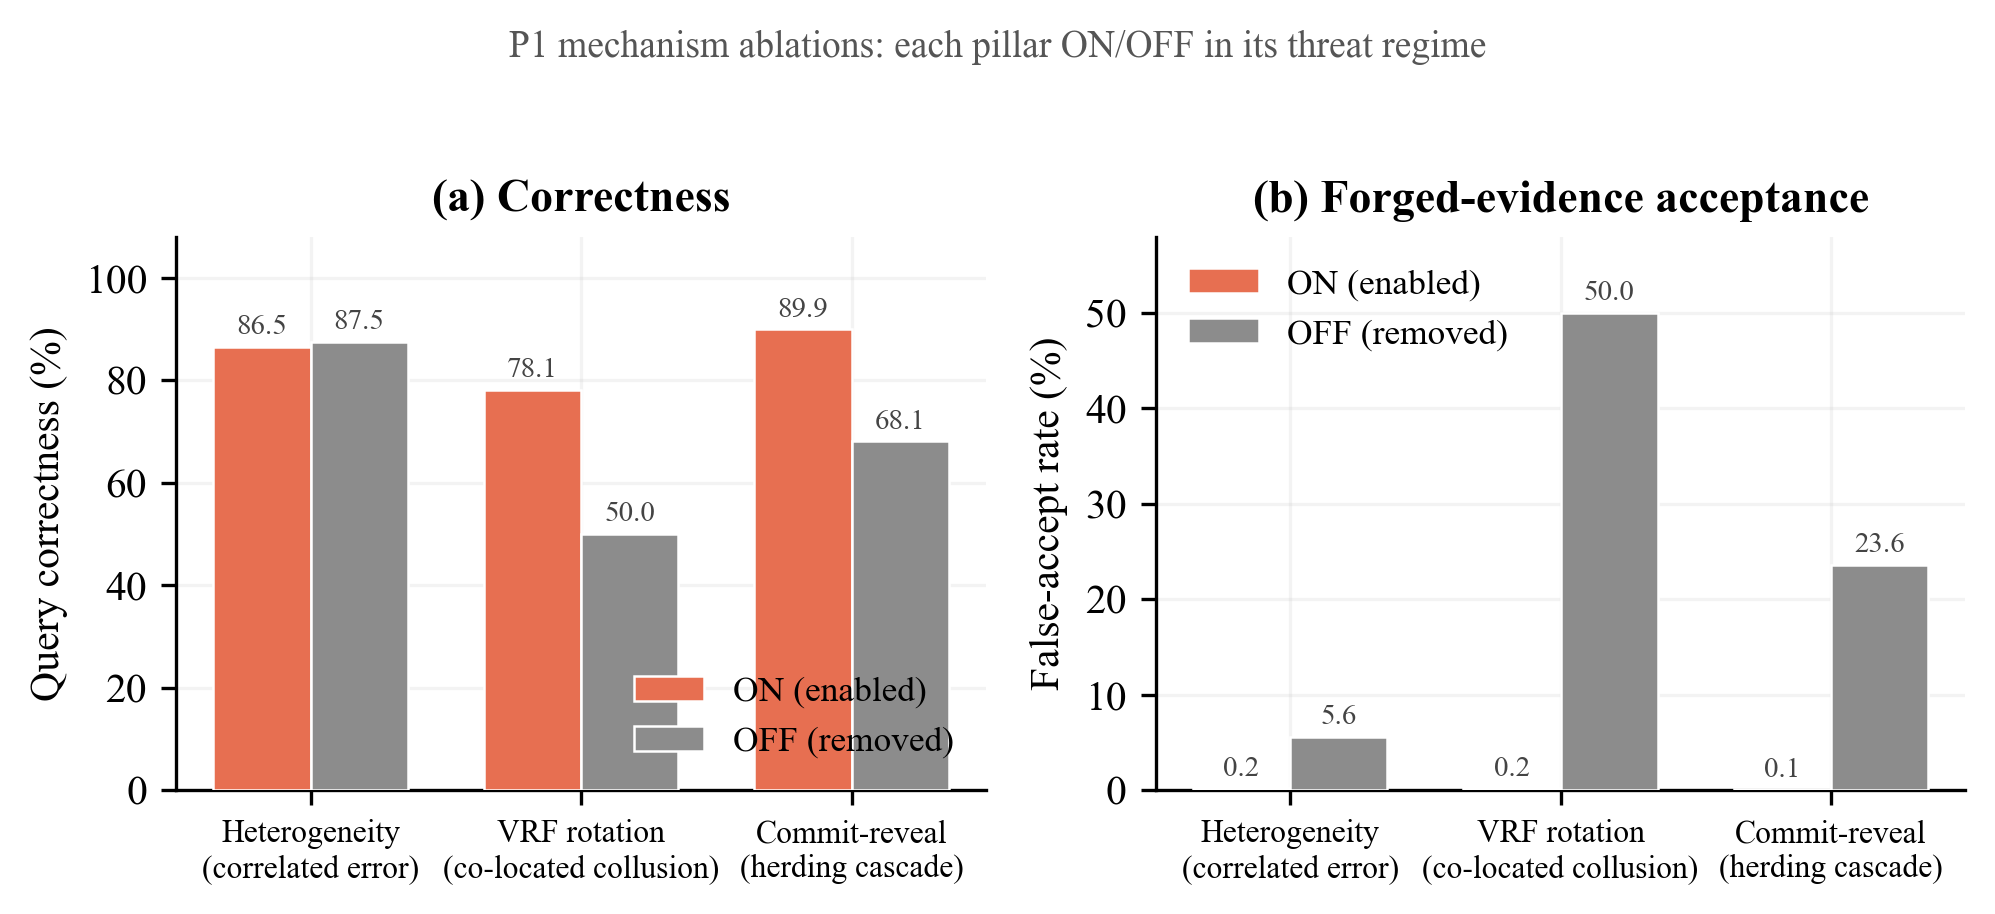 P1 mechanism ablations: each pillar ON/OFF in its threat regime
(a) Correctness
Query correctness (%)
100
80
60
40
20
0
86.5
87.5
78.1
50.0
89.9
68.1
ON (enabled)
OFF (removed)
Heterogeneity
(correlated error)
VRF rotation
(co-located collusion)
Commit-reveal
(herding cascade)
(b) Forged-evidence acceptance
False-accept rate (%)
50
40
30
20
10
0
ON (enabled)
OFF (removed)
0.2
5.6
0.2
50.0
0.1
23.6
Heterogeneity
(correlated error)
VRF rotation
(co-located collusion)
Commit-reveal
(herding cascade)